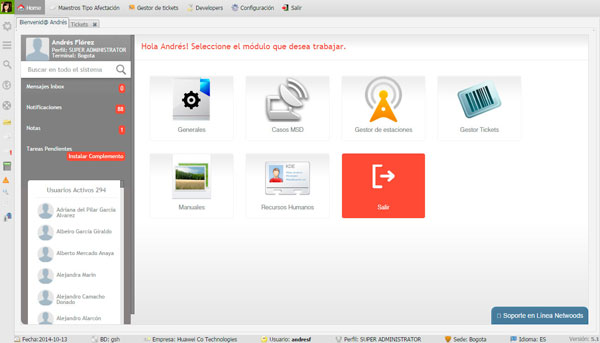 Home Maestros Tipo Afectación Gestor de tickets Developers Configuración Salir
Bienvenid@ Andrés Tickets
Andrés Flórez
Perfil: SUPER ADMINISTRATOR
Terminal: Bogota
Buscar en todo el sistema
Mensajes Inbox 0
Notificaciones 88
Notas 1
Tareas Pendientes
Instalar Complemento
Usuarios Activos 294
Adriana del Pilar García
Alvarez
Albeiro García Giraldo
Alberto Mercado Anaya
Alejandra Marín
Alejandro Camacho
Donado
Alejandro Alarcón
Hola Andrés! Seleccione el módulo que desea trabajar.
Generales
Casos MSD
Gestor de estaciones
Gestor Tickets
Manuales
Recursos Humanos
Salir
Soporte en Línea Netwoods
Fecha:2014-10-13 BD: gsh Empresa: Huawei Co Technologies Usuario: andresf Perfil: SUPER ADMINISTRATOR Sede: Bogota Idioma: ES Versión: 5.1